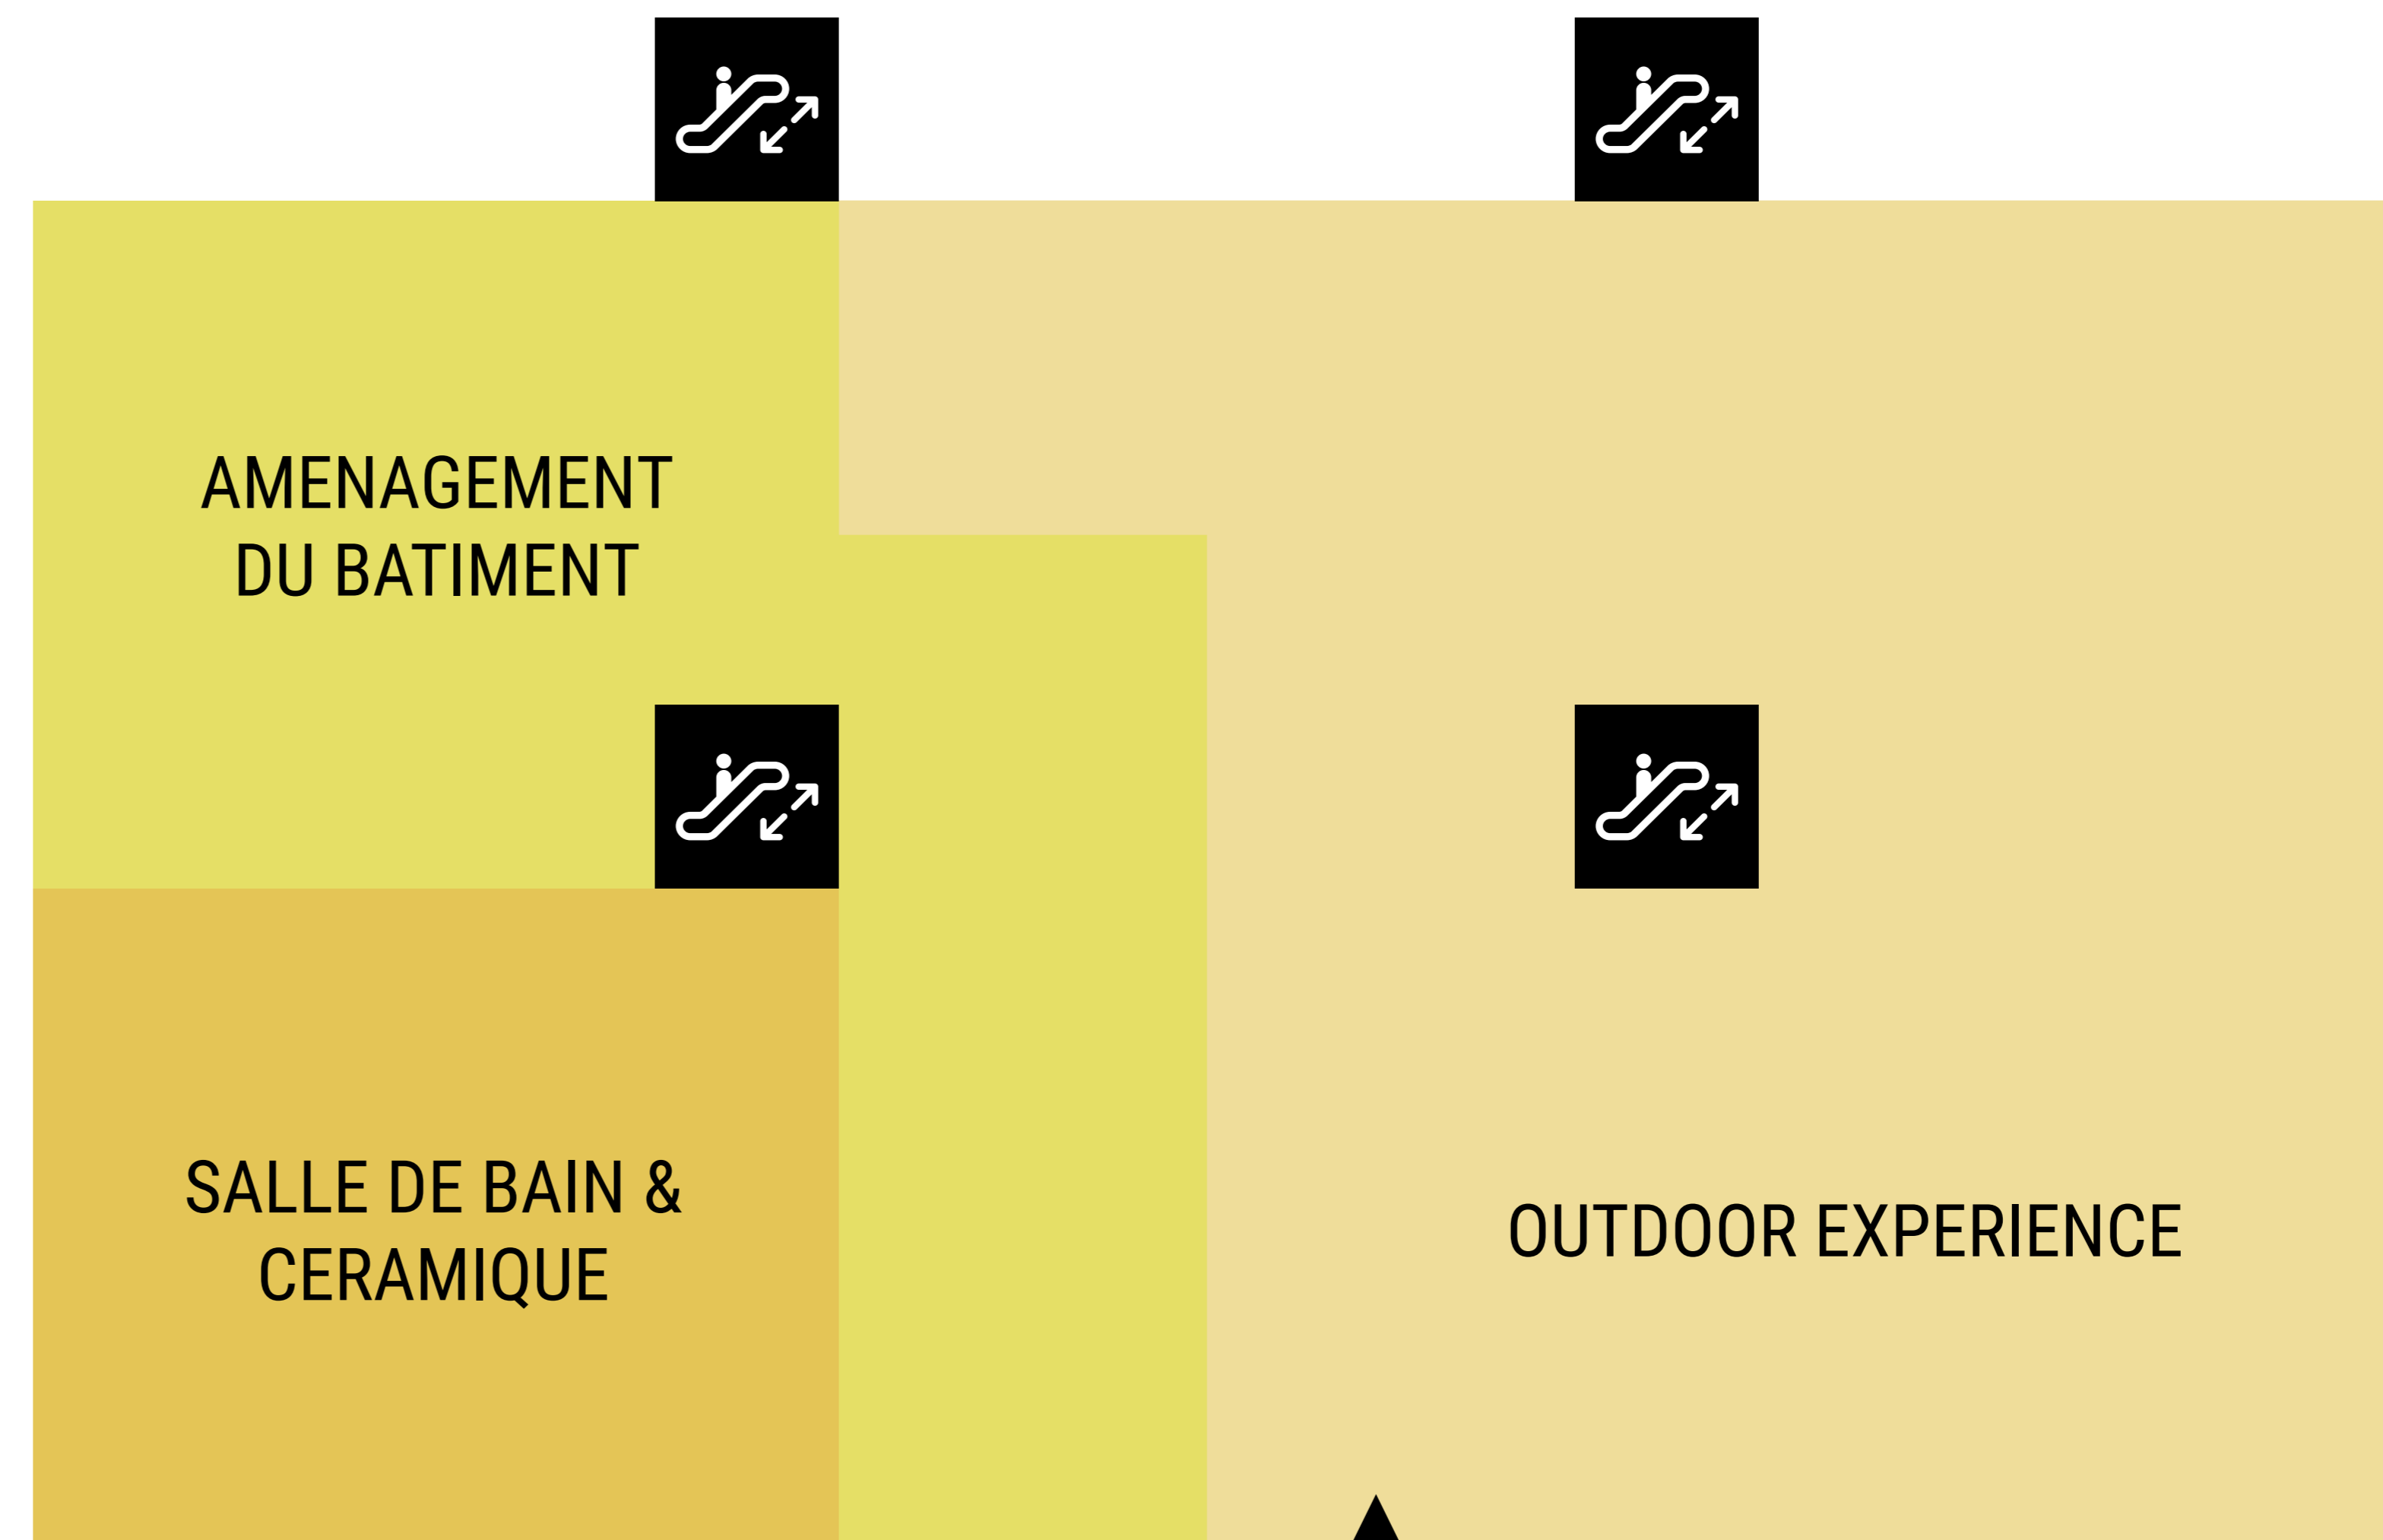 AMENAGEMENT
DU BATIMENT
SALLE DE BAIN &
CERAMIQUE
OUTDOOR EXPERIENCE